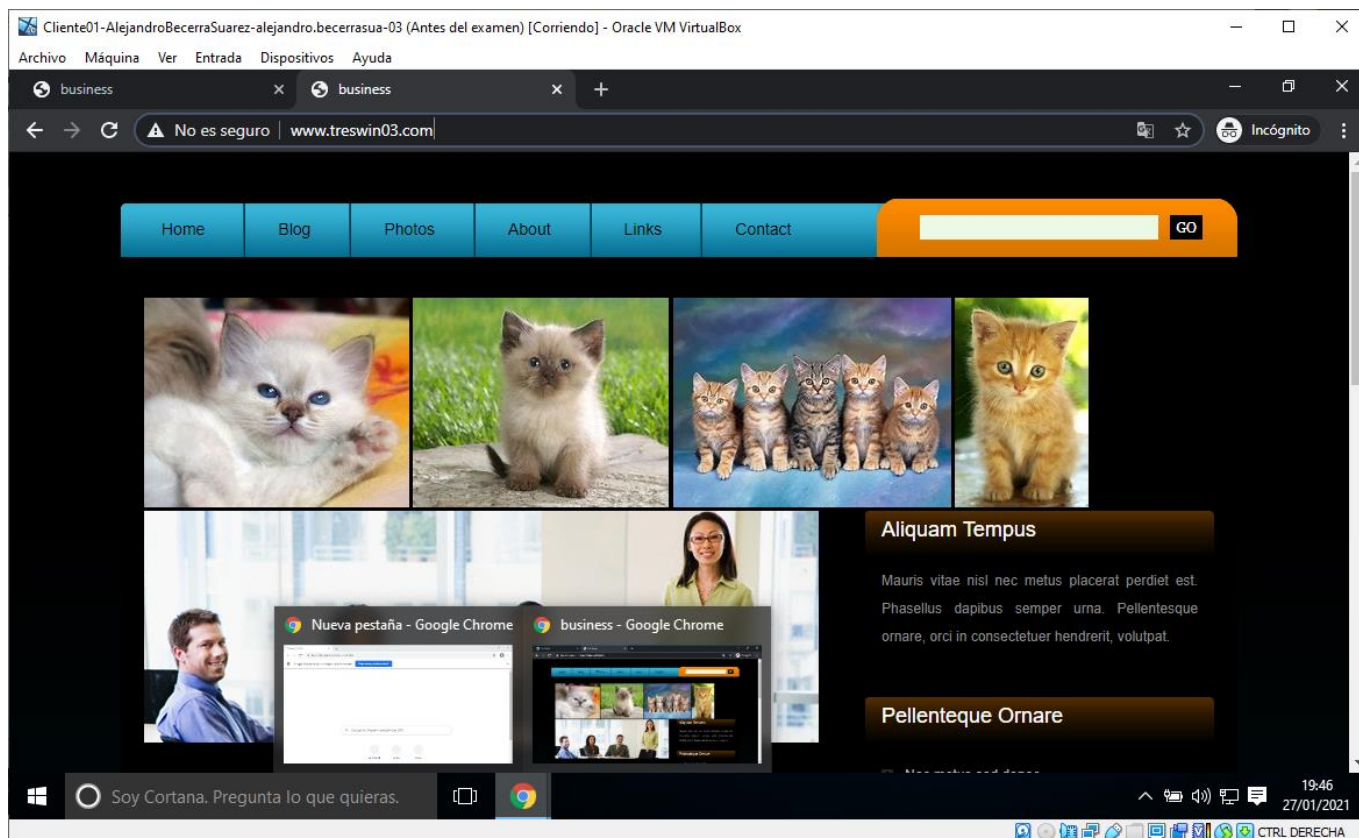 Cliente01-AlejandroBecerraSuarez-alejandro.becerrasua-03 (Antes del examen) [Corriendo] - Oracle VM VirtualBox
Archivo Máquina Ver Entrada Dispositivos Ayuda
business business
No es seguro www.treswin03.com Incógnito
Home Blog Photos About Links Contact GO
Aliquam Tempus
Mauris vitae nisl nec metus placerat perdiet est.
Phasellus dapibus semper urna. Pellentesque
ornare, orci in consectetuer hendrerit, volutpat.
Nueva pestaña - Google Chrome business - Google Chrome
Pellenteque Ornare
Nec metus sed donec
Soy Cortana. Pregunta lo que quieras.
19:46
27/01/2021
CTRL DERECHA